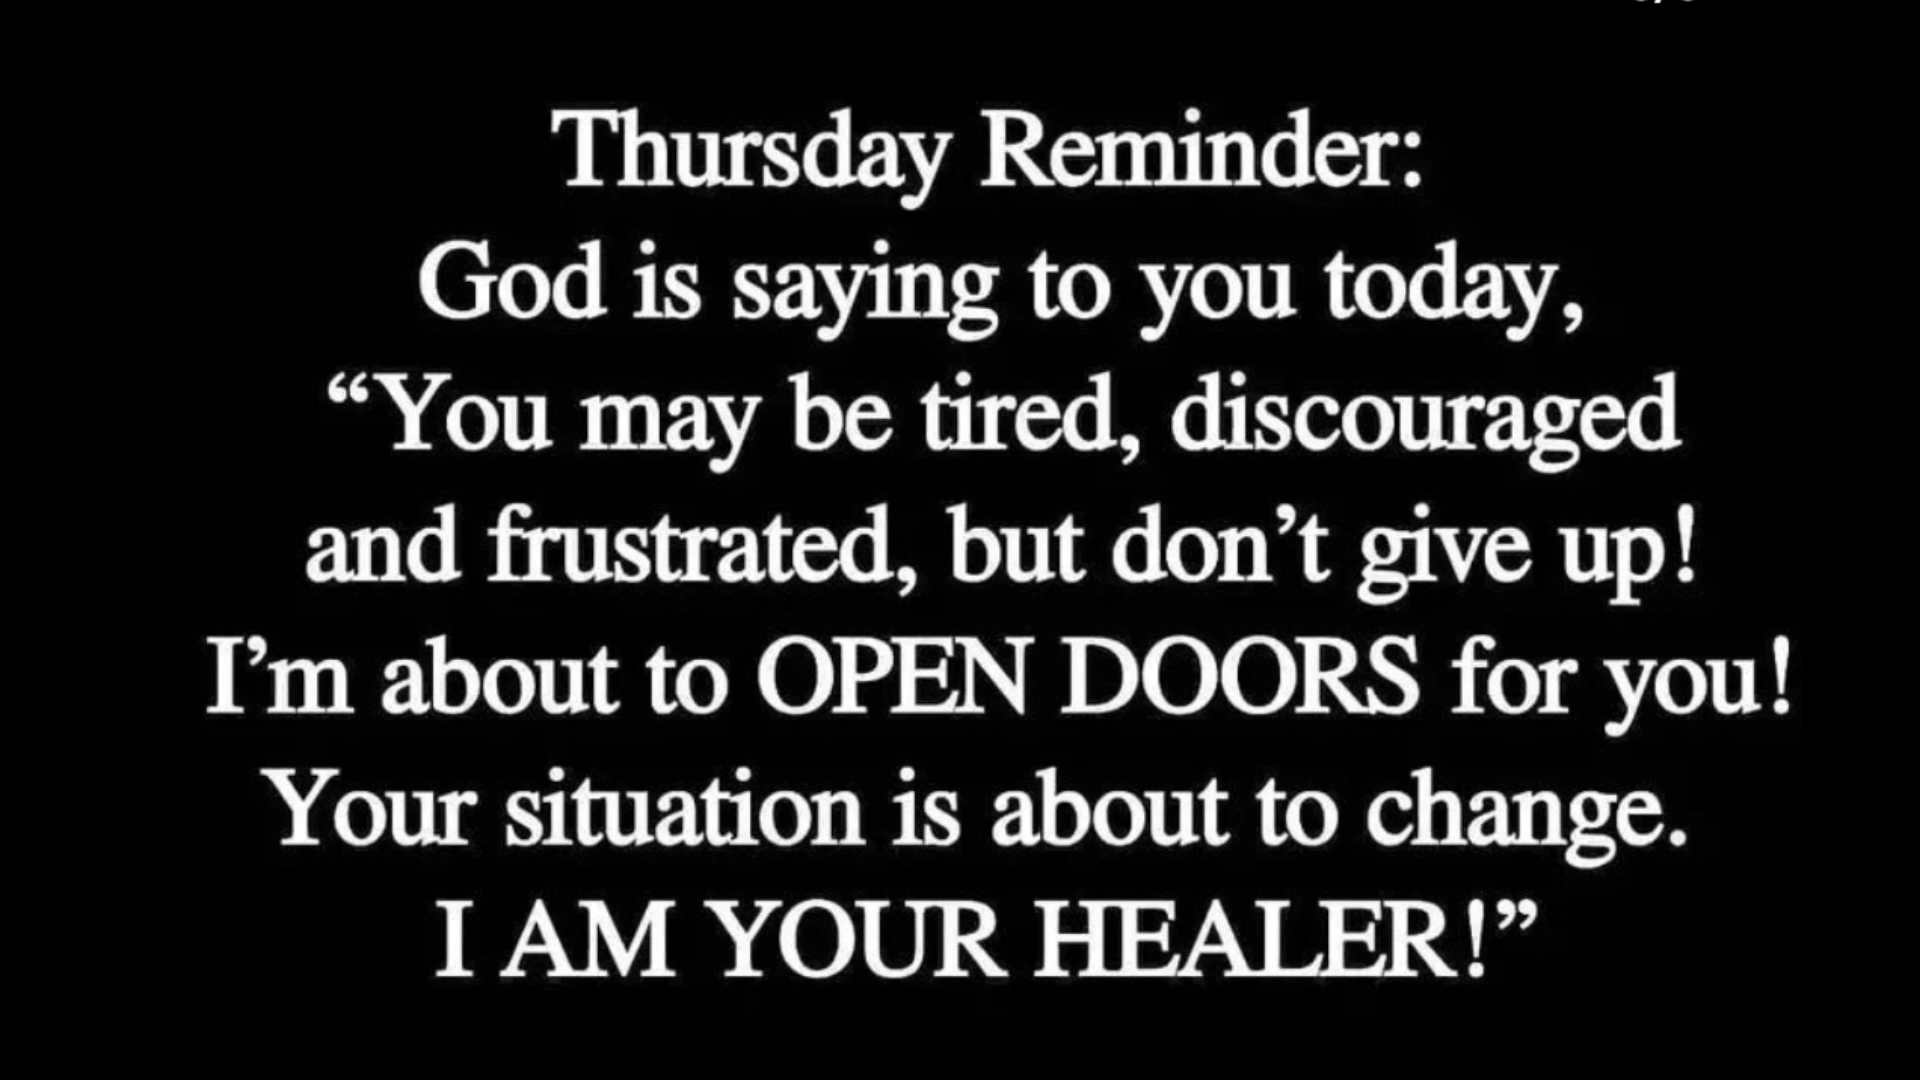 Thursday Reminder:
God is saying to you today,
“You may be tired, discouraged
and frustrated, but don’t give up!
I’m about to OPEN DOORS for you!
Your situation is about to change.
I AM YOUR HEALER!”